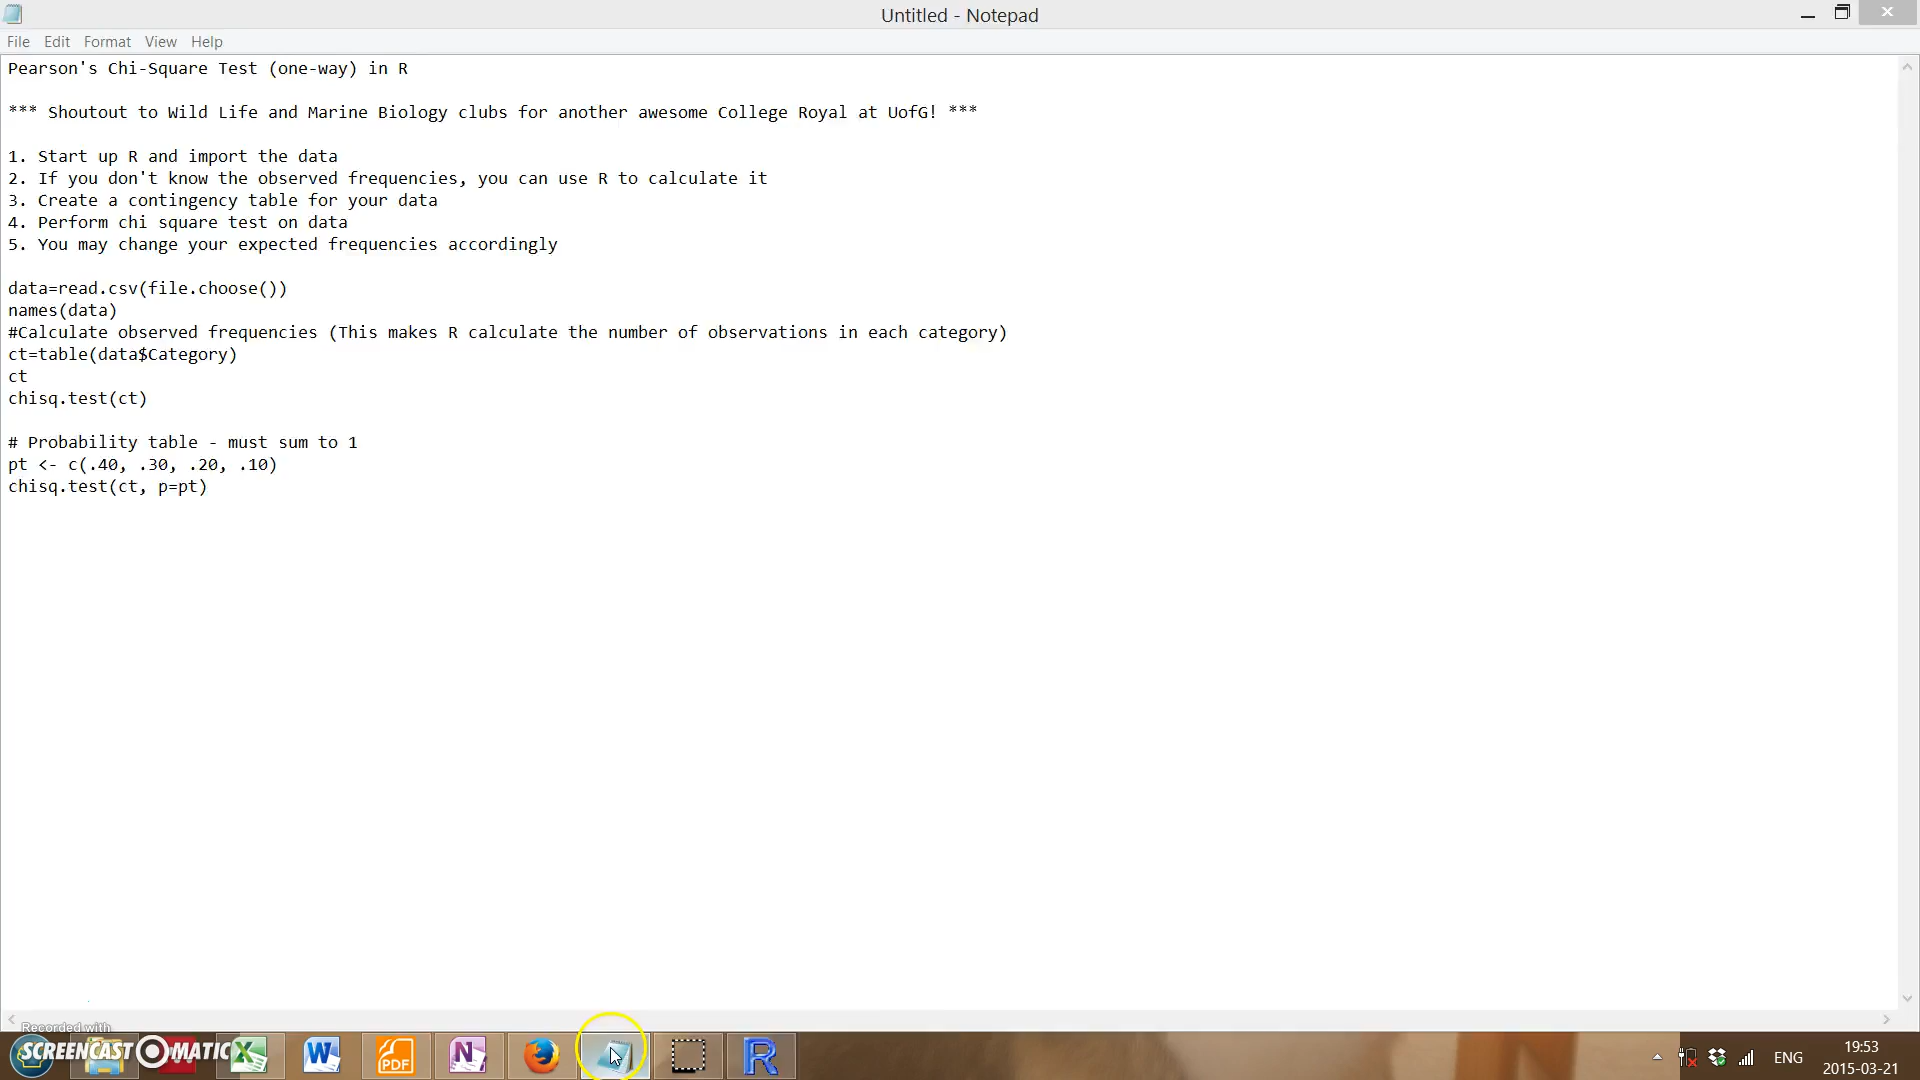 Untitled - Notepad
File Edit Format View Help
Pearson's Chi-Square Test (one-way) in R
*** Shoutout to Wild Life and Marine Biology clubs for another awesome College Royal at UofG! ***
1. Start up R and import the data
2. If you don't know the observed frequencies, you can use R to calculate it
3. Create a contingency table for your data
4. Perform chi square test on data
5. You may change your expected frequencies accordingly
data=read.csv(file.choose())
names(data)
#Calculate observed frequencies (This makes R calculate the number of observations in each category)
ct=table(data$Category)
ct
chisq.test(ct)
# Probability table - must sum to 1
pt <- c(.40, .30, .20, .10)
chisq.test(ct, p=pt)
Recorded with
SCREENCAST MATIC
PDF
ENG
19:53
2015-03-21